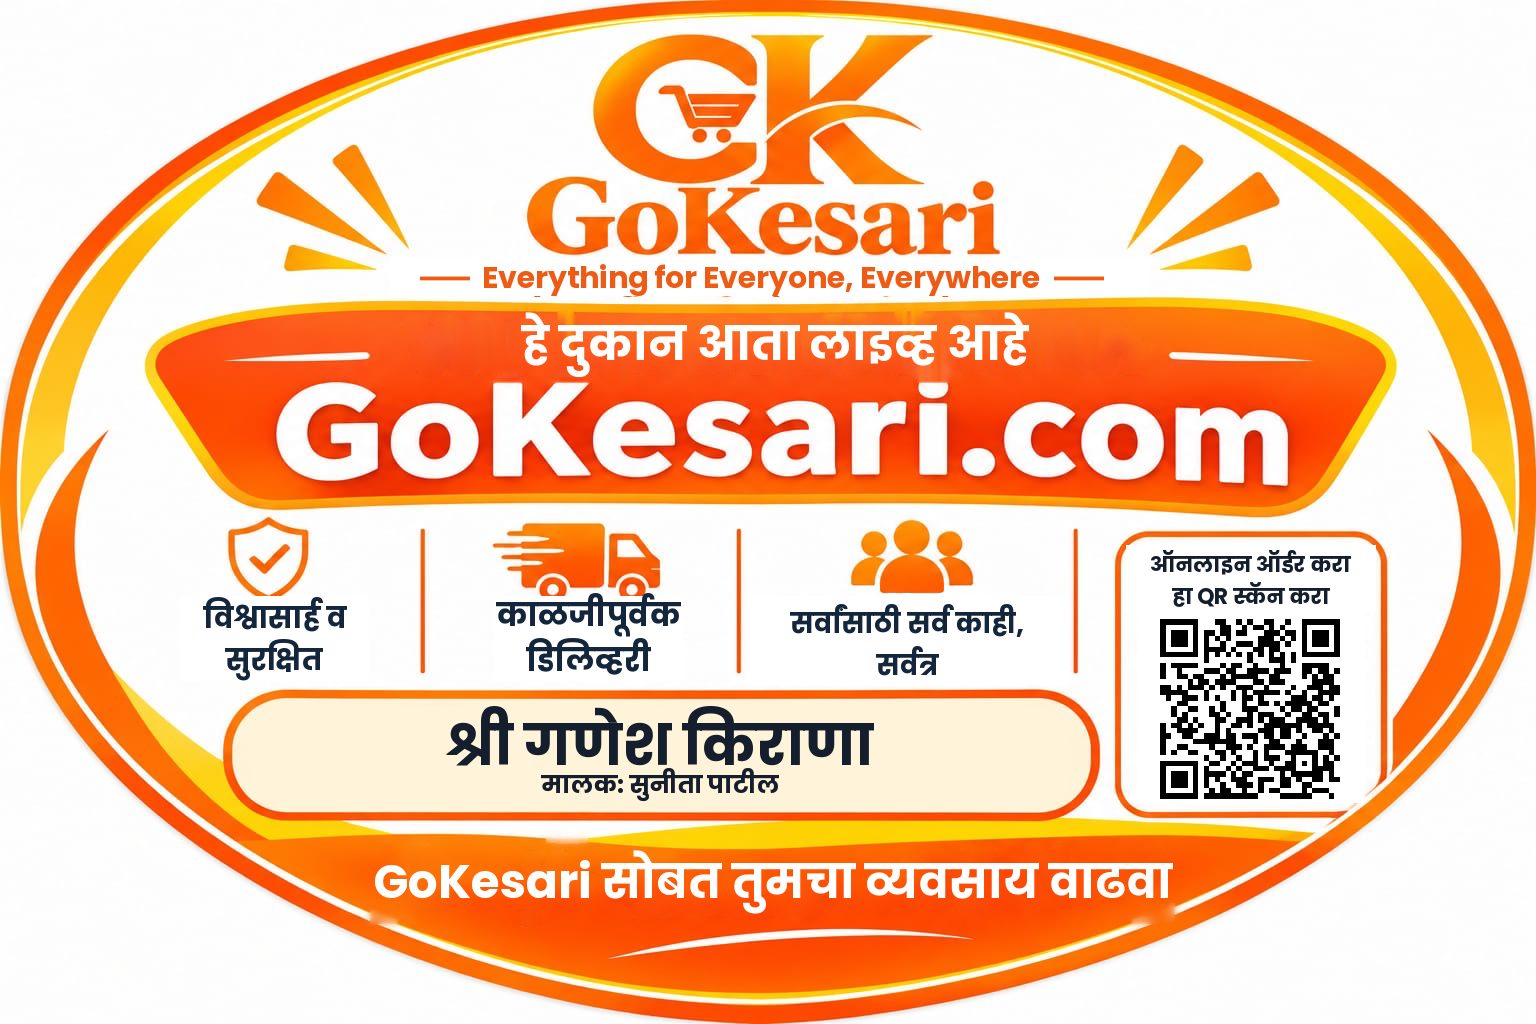 GK
GoKesari
Everything for Everyone, Everywhere
हे दुकान आता लाइव्ह आहे
GoKesari.com
विश्वासार्ह व
सुरक्षित
काळजीपूर्वक
डिलिव्हरी
सर्वांसाठी सर्व काही,
सर्वत्र
ऑनलाइन ऑर्डर करा
हा QR स्कॅन करा
श्री गणेश किराणा
मालक: सुनीता पाटील
GoKesari सोबत तुमचा व्यवसाय वाढवा